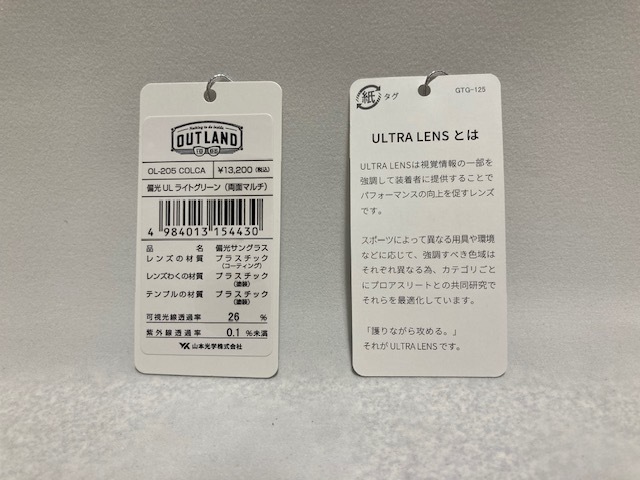 OUTLAND
OL-205 COLCA ¥13,200(税込)
偏光 UL ライトグリーン (両面マルチ)
4 984013 154430
品 名 偏光サングラス
レンズの材質 プラスチック
(コーティング)
レンズわくの材質 プラスチック
(塗装)
テンプルの材質 プラスチック
(塗装)
可視光線透過率 26 %
紫外線透過率 0.1 %未満
YK 山本光学株式会社
紙 タグ GTG-125
ULTRA LENS とは
ULTRA LENSは視覚情報の一部を
強調して装着者に提供することで
パフォーマンスの向上を促すレンズ
です。
スポーツによって異なる用具や環境
などに応じて、強調すべき色域は
それぞれ異なる為、カテゴリごと
にプロアスリートとの共同研究で
それらを最適化しています。
「護りながら攻める。」
それが ULTRA LENS です。